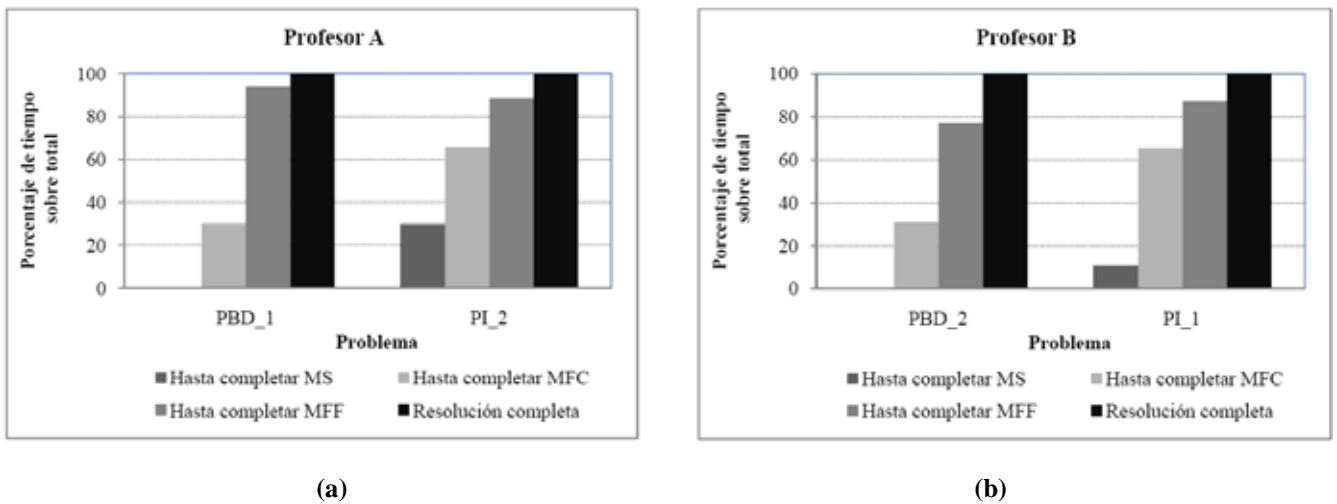 Profesor A
Porcentaje de tiempo
sobre total
100
80
60
40
20
0
PBD_1
PI_2
Problema
Hasta completar MS
Hasta completar MFC
Hasta completar MFF
Resolución completa
(a)
Profesor B
Porcentaje de tiempo
sobre total
100
80
60
40
20
0
PBD_2
PI_1
Problema
Hasta completar MS
Hasta completar MFC
Hasta completar MFF
Resolución completa
(b)